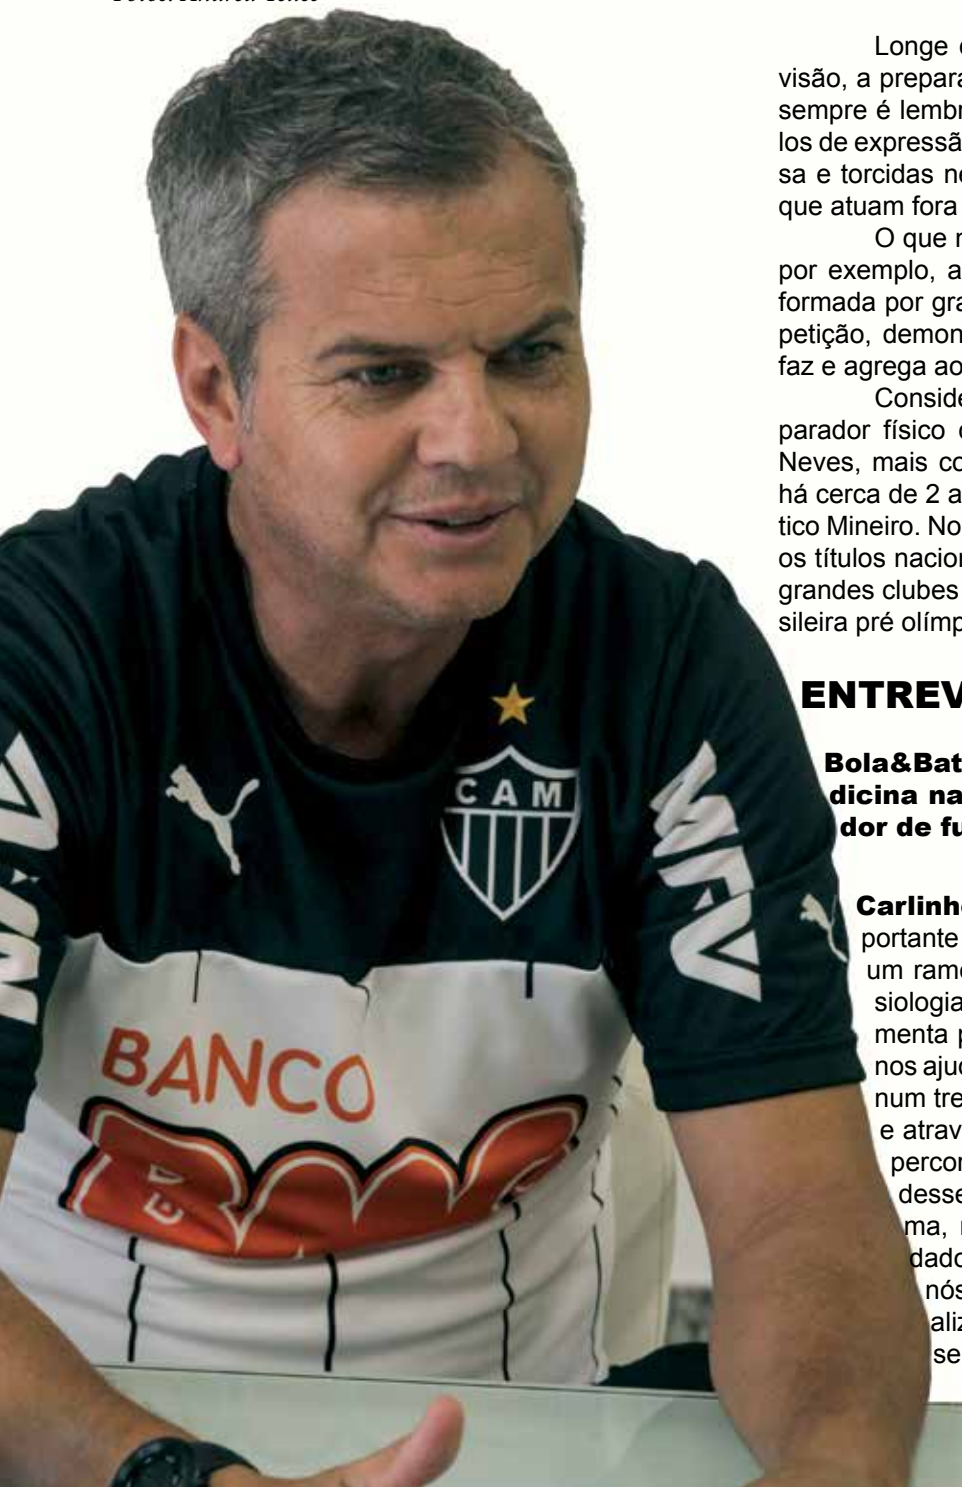 Longe
visão, a prepara
sempre é lembr
los de expressã
sa e torcidas n
que atuam fora
O que
por exemplo, a
formada por gra
petição, demon
faz e agrega ao
Conside
parador físico
Neves, mais co
há cerca de 2 a
tico Mineiro. No
os títulos nacion
grandes clubes
sileira pré olímp
ENTREV
Bola&Bat
dicina na
dor de fu
Carlinho
portante
um ramo
siologia
menta p
nos ajud
num tre
e atrav
percor
desse
ma,
dado
nós
aliz
se
CAM
BANCO
BMG